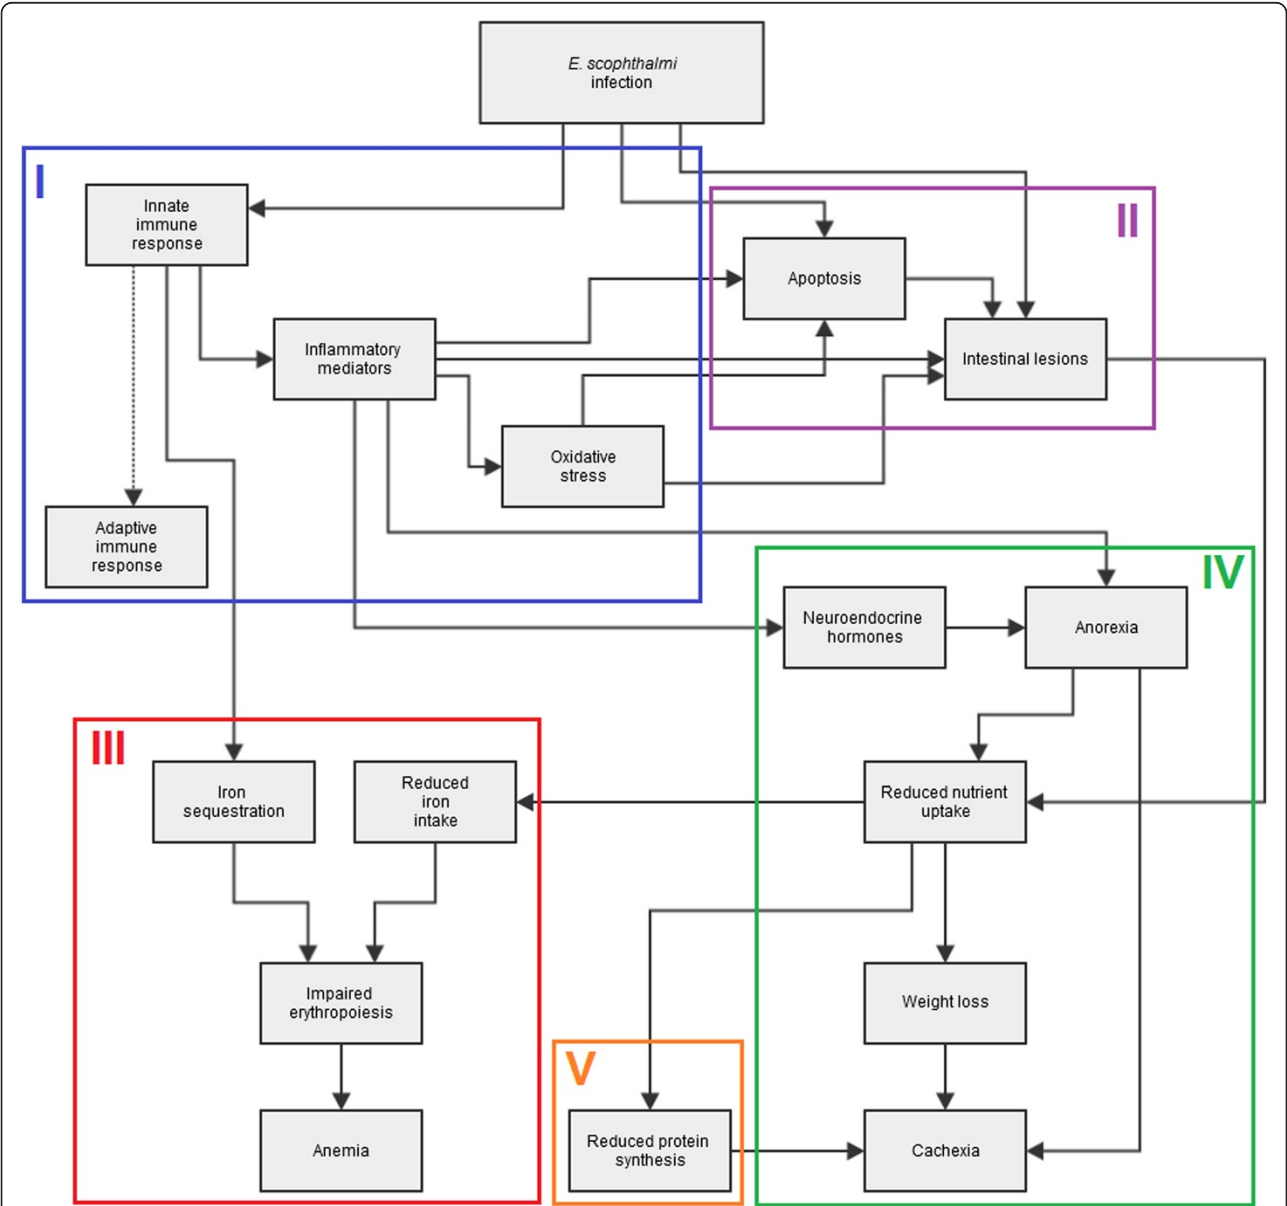 E. scophthalmi
infection
I
Innate
immune
response
II
Apoptosis
Inflammatory
mediators
Intestinal lesions
Oxidative
stress
Adaptive
immune
response
IV
Neuroendocrine
hormones
Anorexia
III
Iron
sequestration
Reduced
iron
intake
Reduced nutrient
uptake
Impaired
erythropoiesis
Weight loss
V
Anemia
Reduced protein
synthesis
Cachexia